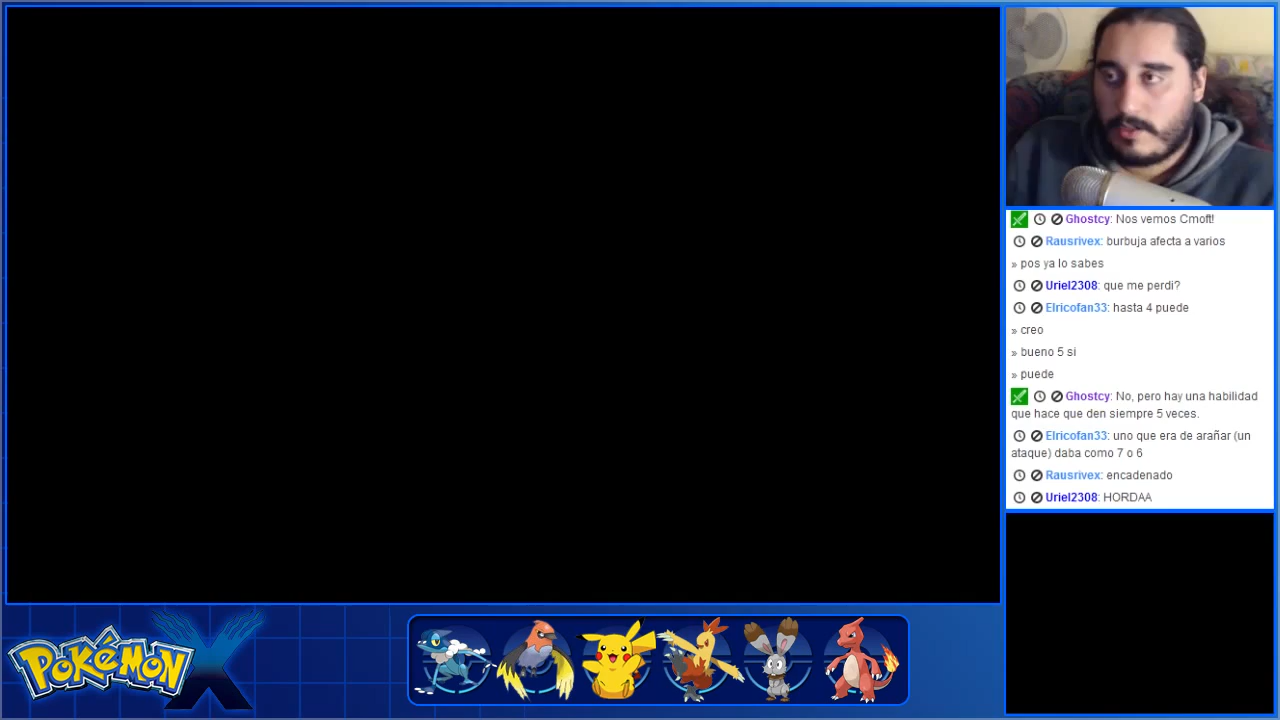 Ghostcy: Nos vemos Cmoft!
Rausrivex: burbuja afecta a varios
» pos ya lo sabes
Uriel2308: que me perdi?
Elricofan33: hasta 4 puede
» creo
» bueno 5 si
» puede
Ghostcy: No, pero hay una habilidad
que hace que den siempre 5 veces.
Elricofan33: uno que era de arañar (un
ataque) daba como 7 o 6
Rausrivex: encadenado
Uriel2308: HORDAA
POKéMON X